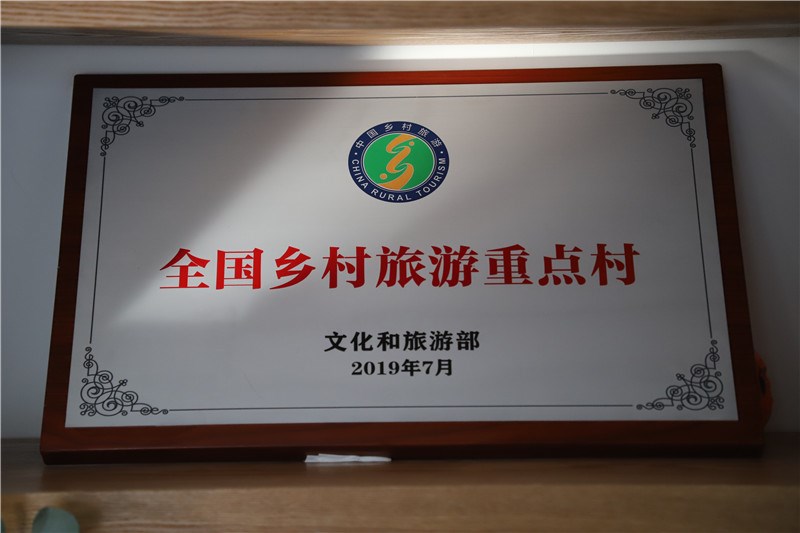 ·中国乡村旅游·
CHINA RURAL TOURISM
全国乡村旅游重点村
文化和旅游部
2019年7月